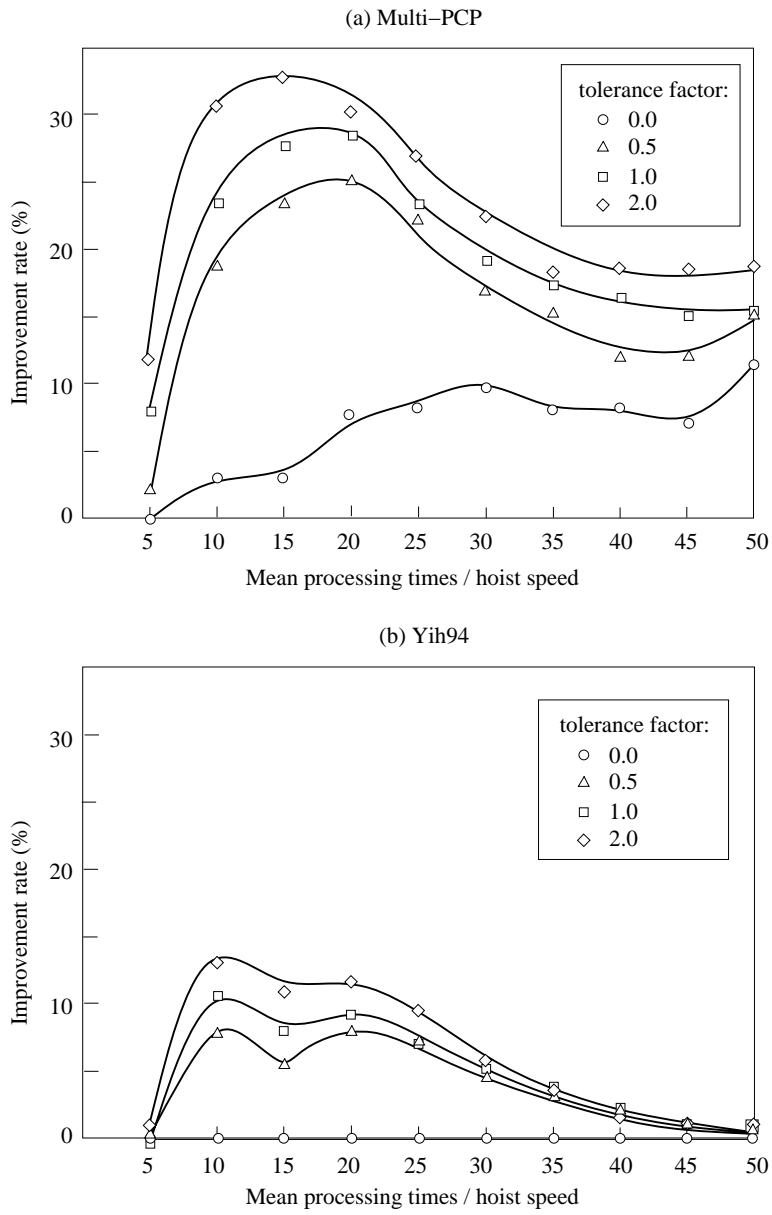 (a) Multi−PCP
Improvement rate (%)
30
20
10
0
tolerance factor:
0.0
0.5
1.0
2.0
5 10 15 20 25 30 35 40 45 50
Mean processing times / hoist speed
(b) Yih94
Improvement rate (%)
30
20
10
0
tolerance factor:
0.0
0.5
1.0
2.0
5 10 15 20 25 30 35 40 45 50
Mean processing times / hoist speed